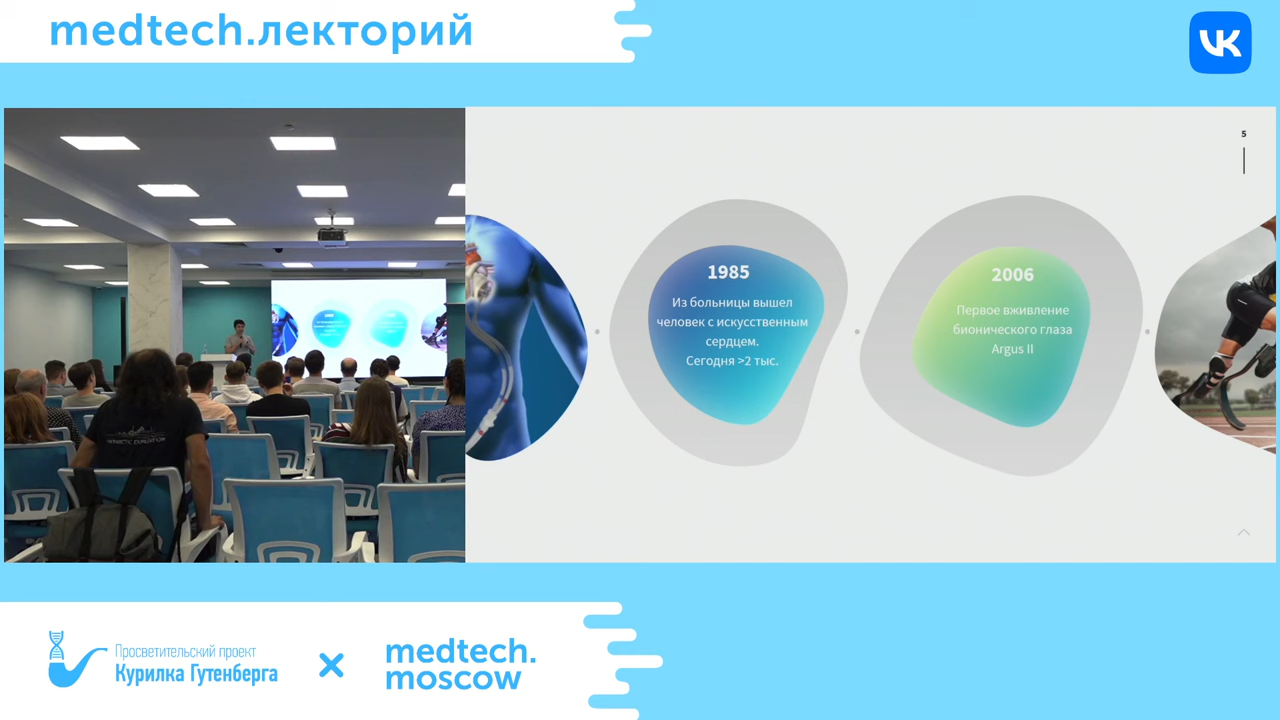 medtech.лекторий
VK
5
1985
Из больницы вышел
человек с искусственным
сердцем.
Сегодня >2 тыс.
2006
Первое вживление
бионического глаза
Argus II
Просветительский проект
Курилка Гутенберга
medtech.
moscow